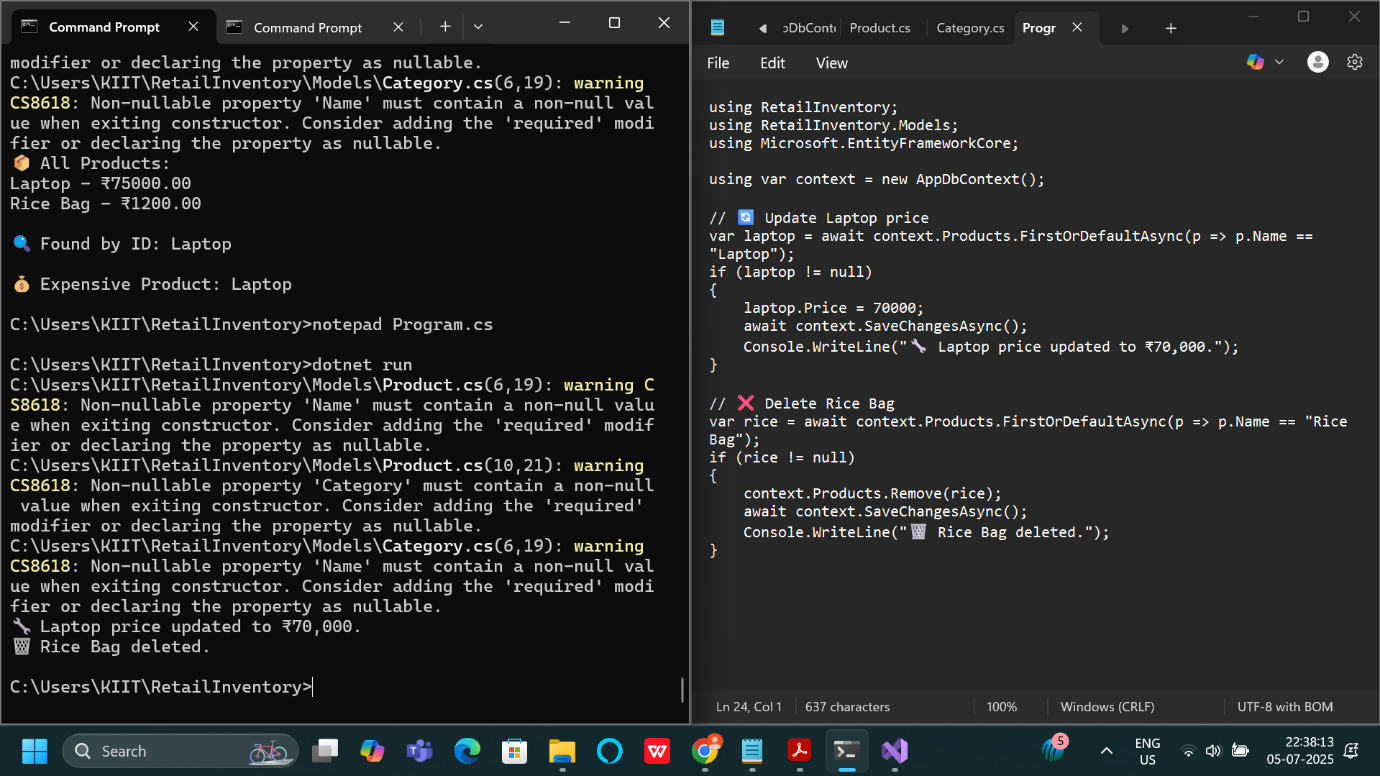 Command Prompt
Command Prompt
modifier or declaring the property as nullable.
C:\Users\KIIT\RetailInventory\Models\Category.cs(6,19): warning
CS8618: Non-nullable property 'Name' must contain a non-null val
ue when exiting constructor. Consider adding the 'required' modi
fier or declaring the property as nullable.
📦 All Products:
Laptop - ₹75000.00
Rice Bag - ₹1200.00
🔍 Found by ID: Laptop
💰 Expensive Product: Laptop
C:\Users\KIIT\RetailInventory>notepad Program.cs
C:\Users\KIIT\RetailInventory>dotnet run
C:\Users\KIIT\RetailInventory\Models\Product.cs(6,19): warning C
S8618: Non-nullable property 'Name' must contain a non-null valu
e when exiting constructor. Consider adding the 'required' modif
ier or declaring the property as nullable.
C:\Users\KIIT\RetailInventory\Models\Product.cs(10,21): warning
CS8618: Non-nullable property 'Category' must contain a non-null
 value when exiting constructor. Consider adding the 'required'
modifier or declaring the property as nullable.
C:\Users\KIIT\RetailInventory\Models\Category.cs(6,19): warning
CS8618: Non-nullable property 'Name' must contain a non-null val
ue when exiting constructor. Consider adding the 'required' modi
fier or declaring the property as nullable.
🔧 Laptop price updated to ₹70,000.
🗑 Rice Bag deleted.
C:\Users\KIIT\RetailInventory>
Product.cs
Category.cs
Progr
File Edit View
using RetailInventory;
using RetailInventory.Models;
using Microsoft.EntityFrameworkCore;
using var context = new AppDbContext();
// 🔄 Update Laptop price
var laptop = await context.Products.FirstOrDefaultAsync(p => p.Name ==
"Laptop");
if (laptop != null)
{
    laptop.Price = 70000;
    await context.SaveChangesAsync();
    Console.WriteLine("🔧 Laptop price updated to ₹70,000.");
}
// ❌ Delete Rice Bag
var rice = await context.Products.FirstOrDefaultAsync(p => p.Name == "Rice
Bag");
if (rice != null)
{
    context.Products.Remove(rice);
    await context.SaveChangesAsync();
    Console.WriteLine("🗑 Rice Bag deleted.");
}
Ln 24, Col 1 637 characters 100% Windows (CRLF) UTF-8 with BOM
Search
W
5
ENG
US
22:38:13
05-07-2025